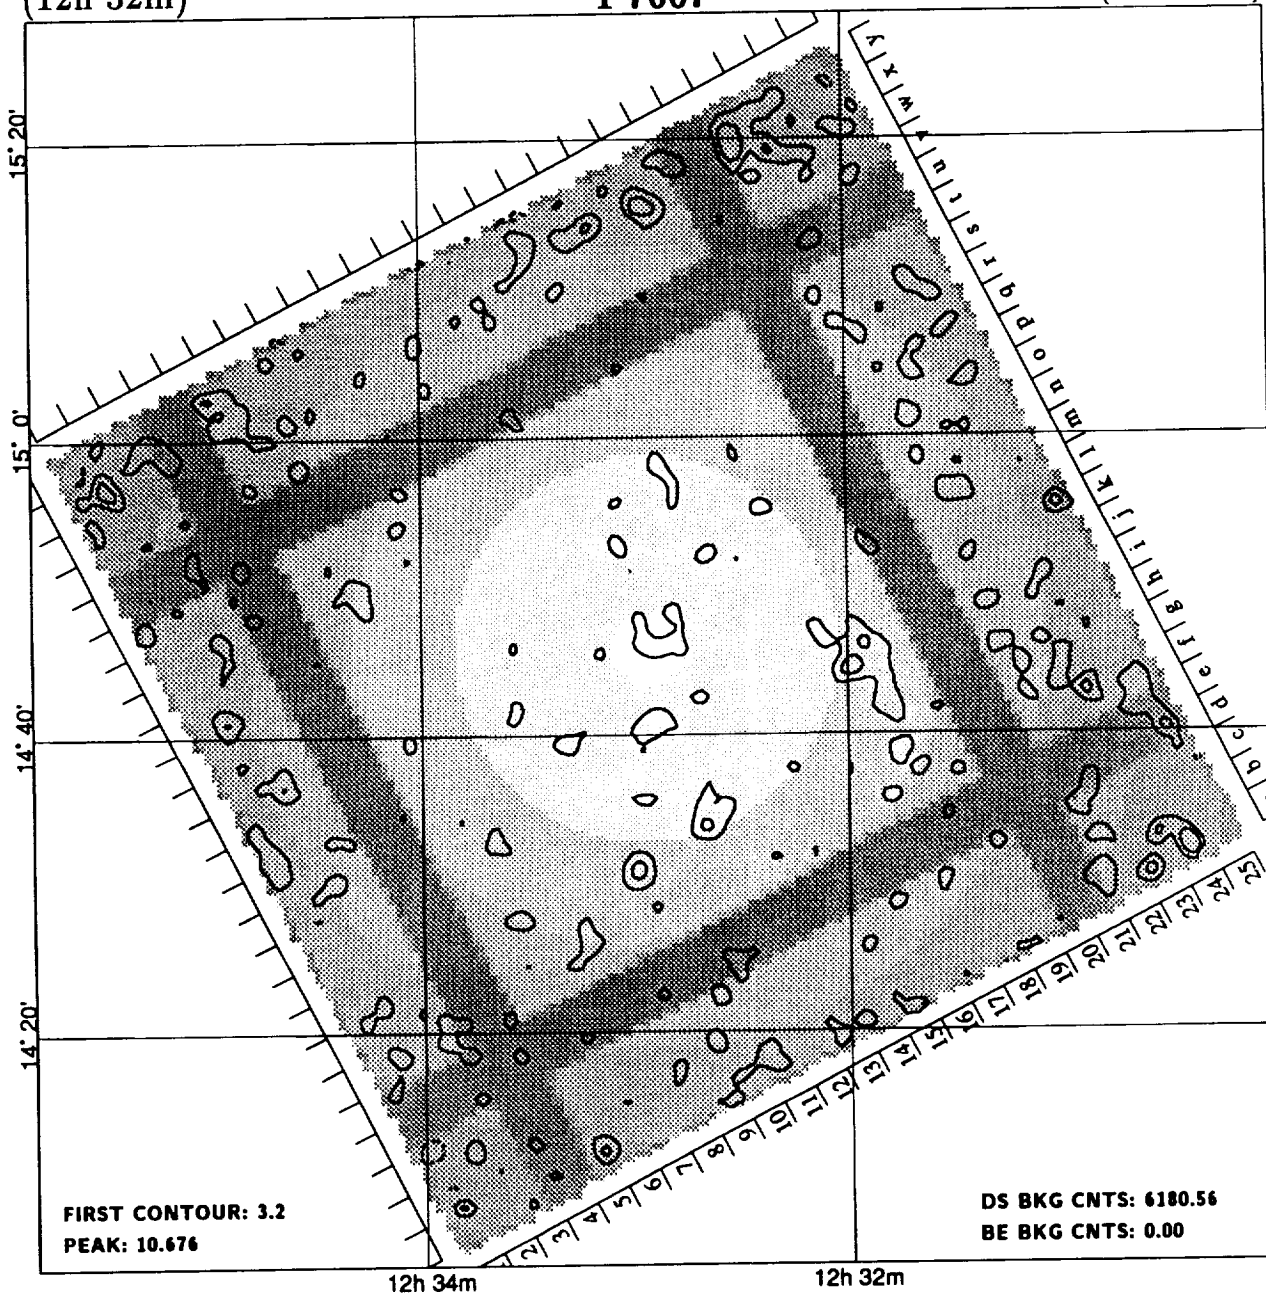 (12h 32m)
15° 20'
15° 0'
14° 40'
14° 20'
y x w v u t s r q p o n m l k j i h g f e d c b
2 3 4 5 6 7 8 9 10 11 12 13 14 15 16 17 18 19 20 21 22 23 24 25
FIRST CONTOUR: 3.2
PEAK: 10.676
DS BKG CNTS: 6180.56
BE BKG CNTS: 0.00
12h 34m
12h 32m